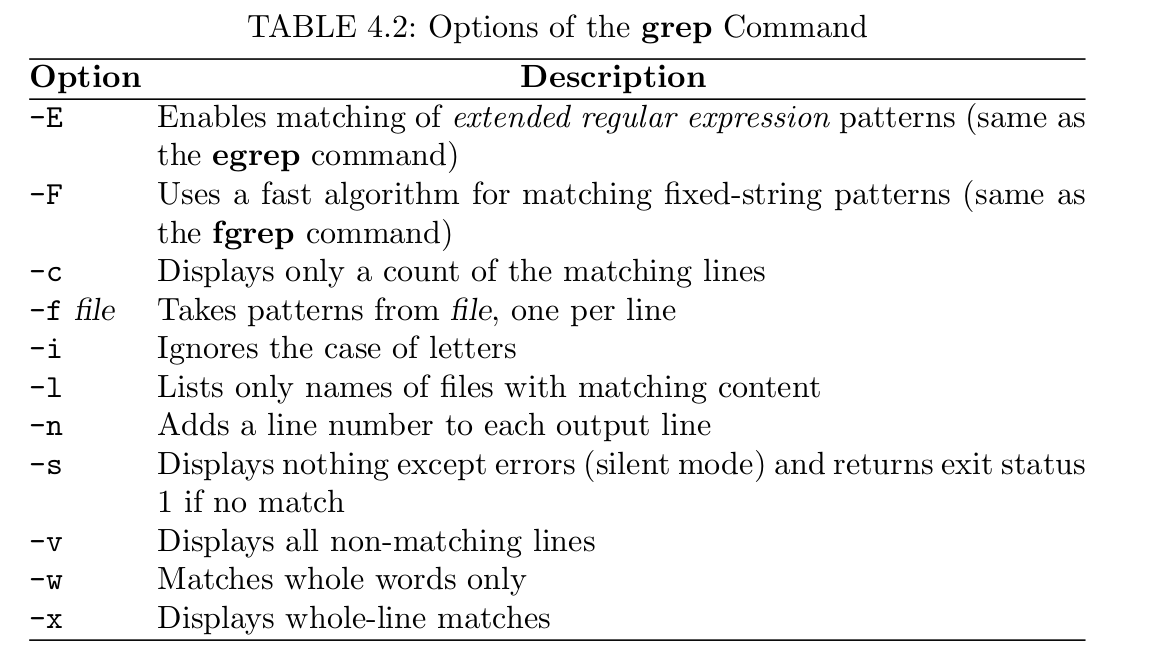 TABLE 4.2: Options of the grep Command
Option Description
-E Enables matching of extended regular expression patterns (same as
the egrep command)
-F Uses a fast algorithm for matching fixed-string patterns (same as
the fgrep command)
-c Displays only a count of the matching lines
-f file Takes patterns from file, one per line
-i Ignores the case of letters
-l Lists only names of files with matching content
-n Adds a line number to each output line
-s Displays nothing except errors (silent mode) and returns exit status
1 if no match
-v Displays all non-matching lines
-w Matches whole words only
-x Displays whole-line matches